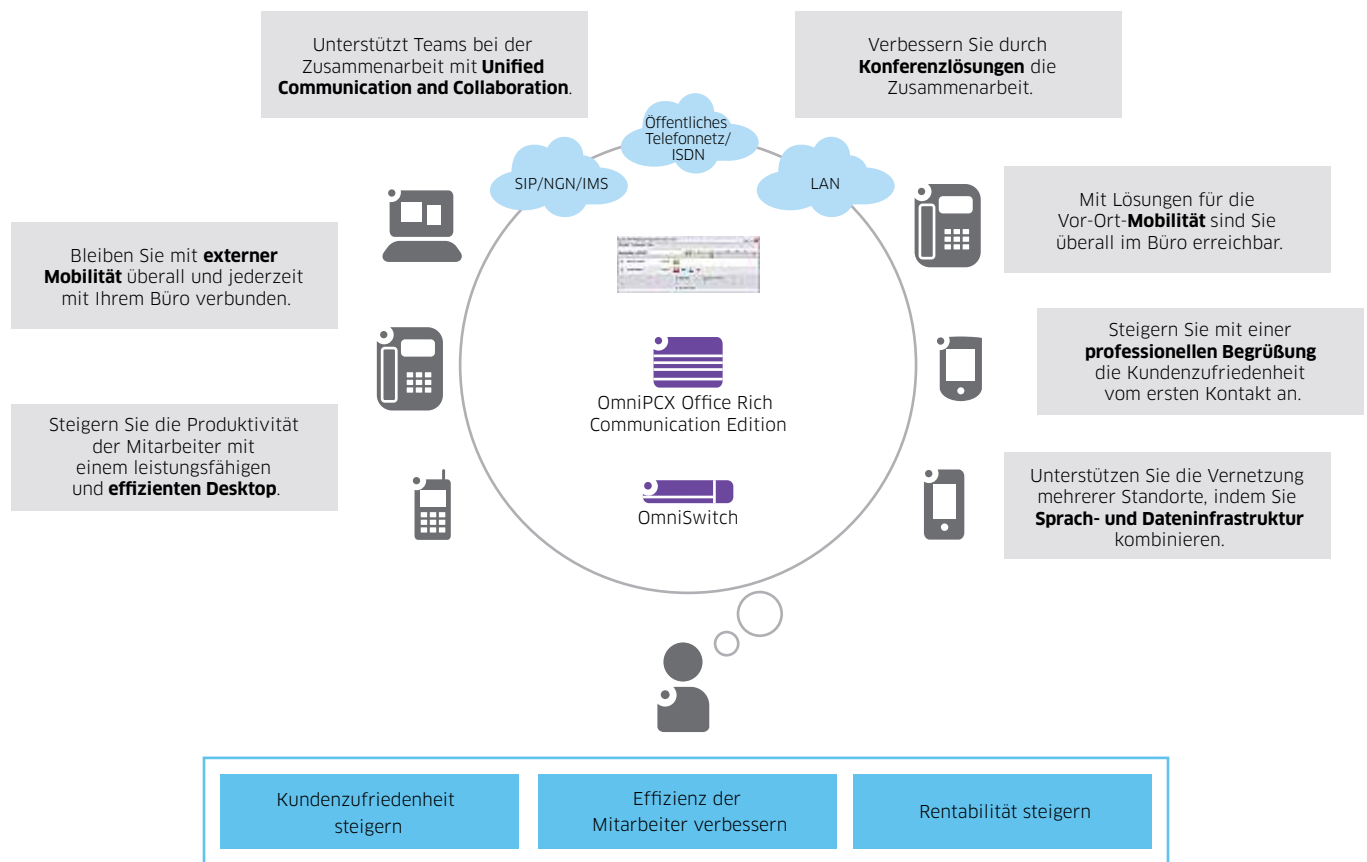 Unterstützt Teams bei der
Zusammenarbeit mit Unified
Communication and Collaboration.
Verbessern Sie durch
Konferenzlösungen die
Zusammenarbeit.
Öffentliches
Telefonnetz/
ISDN
SIP/NGN/IMS
LAN
Bleiben Sie mit externer
Mobilität überall und jederzeit
mit Ihrem Büro verbunden.
Mit Lösungen für die
Vor-Ort-Mobilität sind Sie
überall im Büro erreichbar.
Steigern Sie mit einer
professionellen Begrüßung
die Kundenzufriedenheit
vom ersten Kontakt an.
OmniPCX Office Rich
Communication Edition
Steigern Sie die Produktivität
der Mitarbeiter mit
einem leistungsfähigen
und effizienten Desktop.
OmniSwitch
Unterstützen Sie die Vernetzung
mehrerer Standorte, indem Sie
Sprach- und Dateninfrastruktur
kombinieren.
Kundenzufriedenheit
steigern
Effizienz der
Mitarbeiter verbessern
Rentabilität steigern